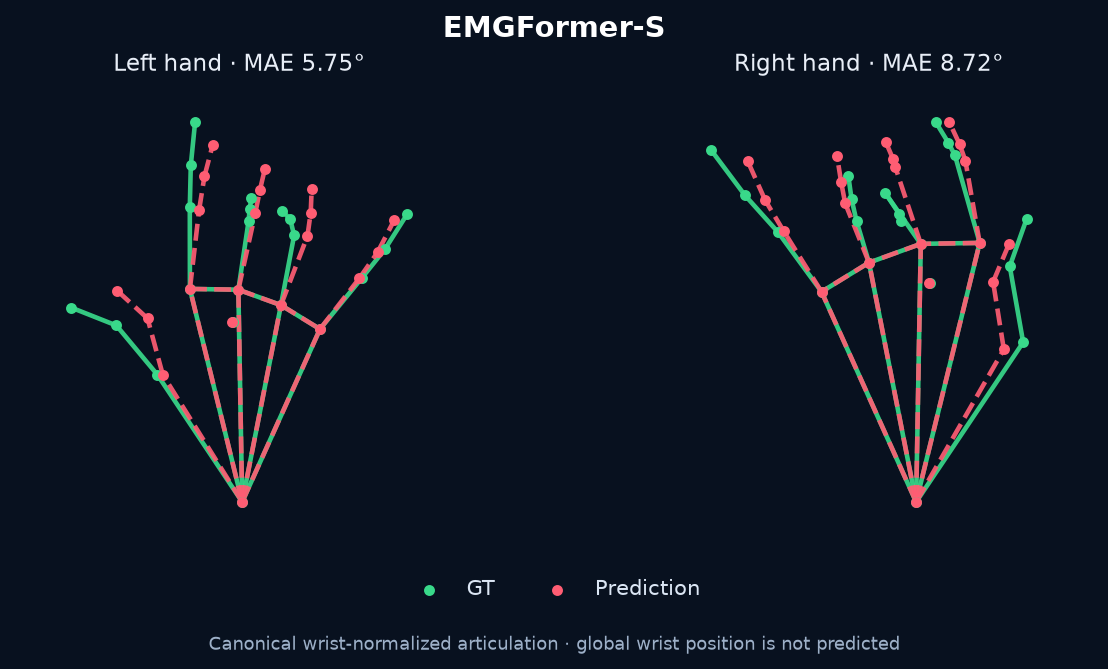 EMGFormer-S
Left hand · MAE 5.75°
Right hand · MAE 8.72°
GT
Prediction
Canonical wrist-normalized articulation · global wrist position is not predicted